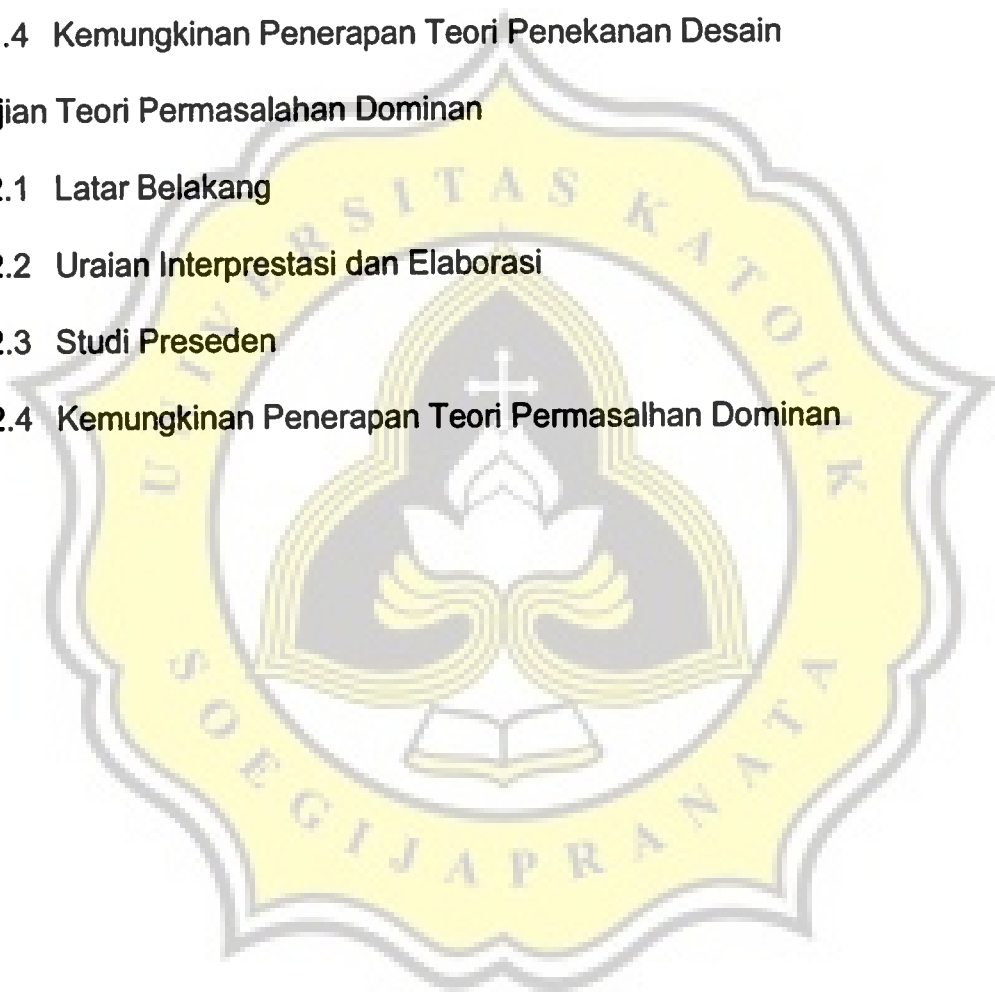 .4 Kemungkinan Penerapan Teori Penekanan Desain
jian Teori Permasalahan Dominan
2.1 Latar Belakang
2.2 Uraian Interprestasi dan Elaborasi
2.3 Studi Preseden
2.4 Kemungkinan Penerapan Teori Permasalhan Dominan
UNIVERSITAS KATOLIK
SOEGIJAPRANATA